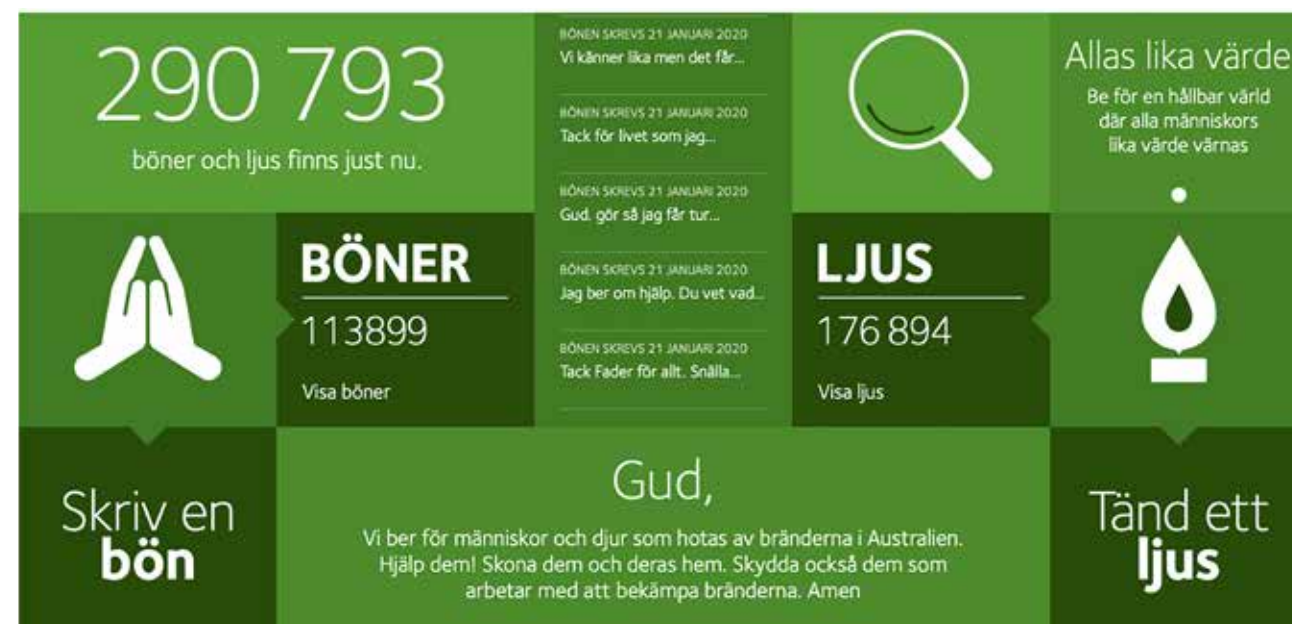 290 793
böner och ljus finns just nu.
BÖNEN SKREVS 21 JANUARI 2020
Vi känner lika men det får...
BÖNEN SKREVS 21 JANUARI 2020
Tack för livet som jag...
BÖNEN SKREVS 21 JANUARI 2020
Gud. gör så jag får tur...
BÖNEN SKREVS 21 JANUARI 2020
Jag ber om hjälp. Du vet vad...
BÖNEN SKREVS 21 JANUARI 2020
Tack Fader för allt. Snälla...
Allas lika värde
Be för en hållbar värld
där alla människors
lika värde värnas
BÖNER
113899
Visa böner
LJUS
176 894
Visa ljus
Skriv en
bön
Gud,
Vi ber för människor och djur som hotas av bränderna i Australien.
Hjälp dem! Skona dem och deras hem. Skydda också dem som
arbetar med att bekämpa bränderna. Amen
Tänd ett
ljus